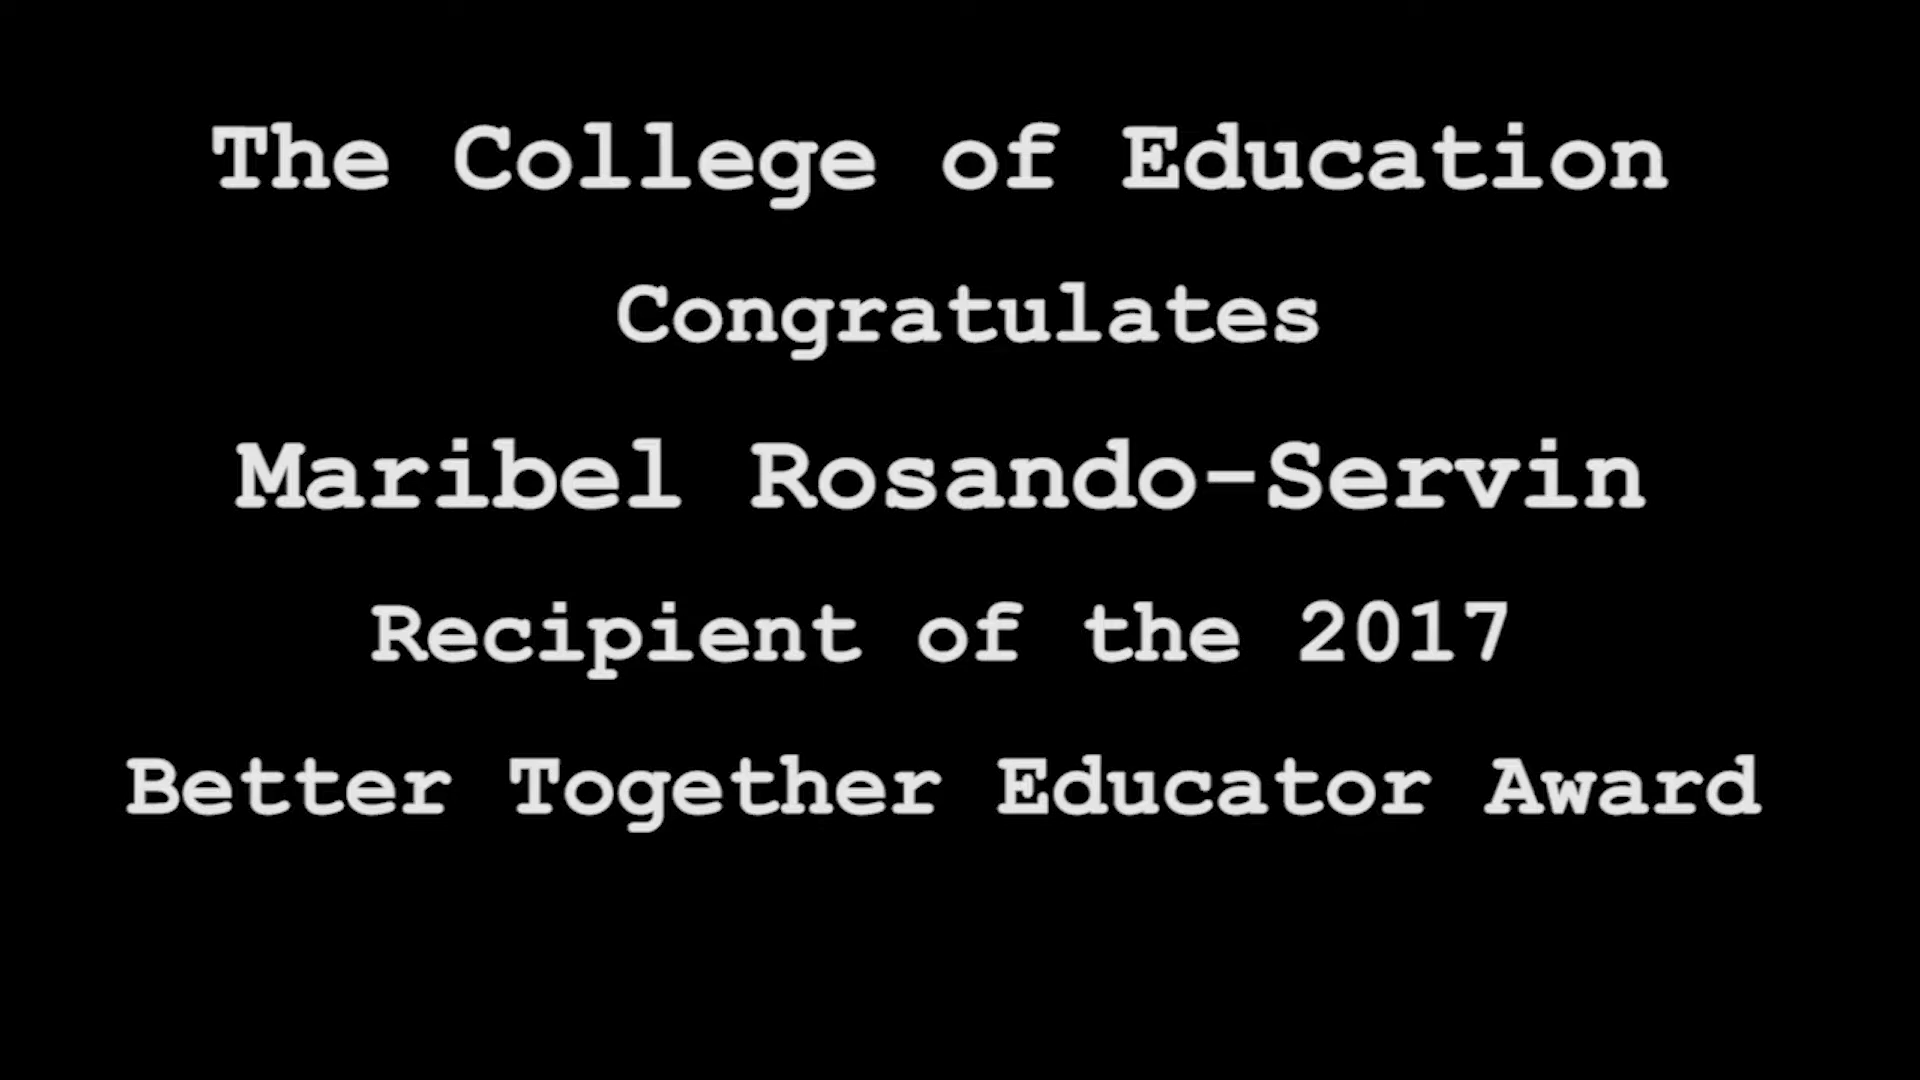 The College of Education
Congratulates
Maribel Rosando-Servin
Recipient of the 2017
Better Together Educator Award